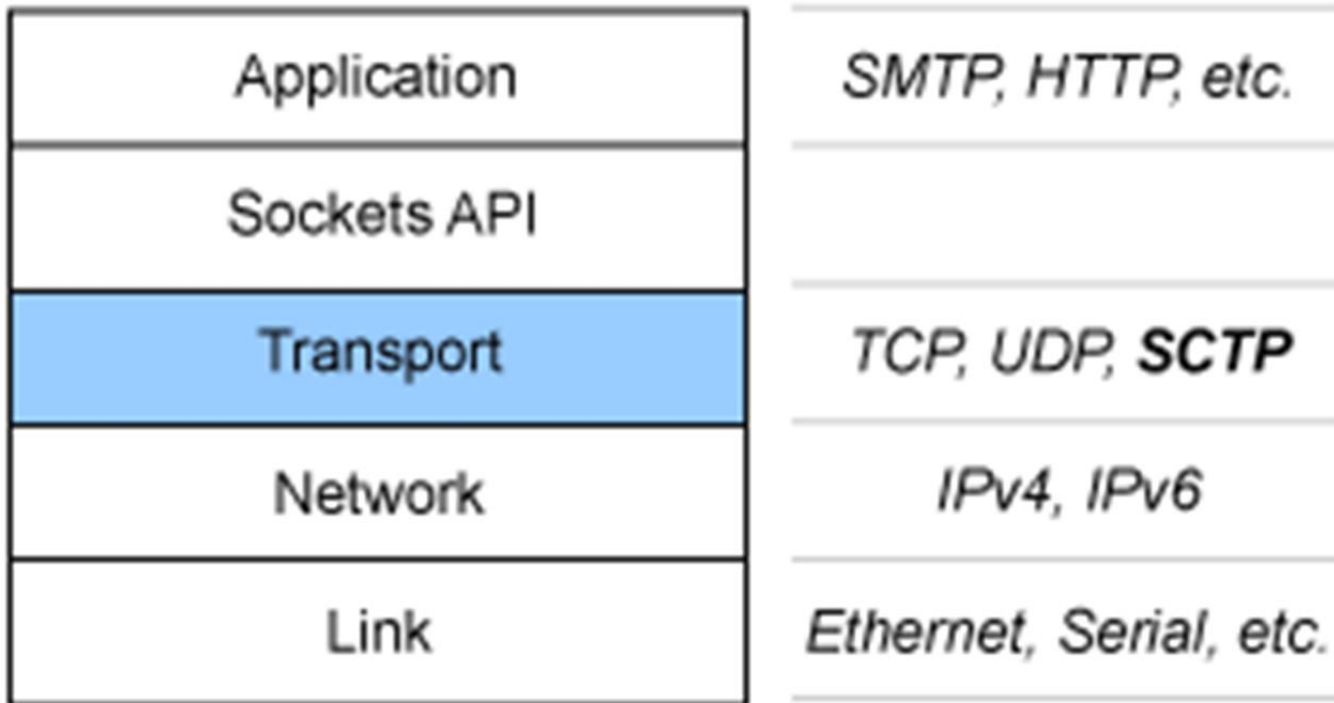 Application SMTP, HTTP, etc.
Sockets API
Transport TCP, UDP, SCTP
Network IPv4, IPv6
Link Ethernet, Serial, etc.